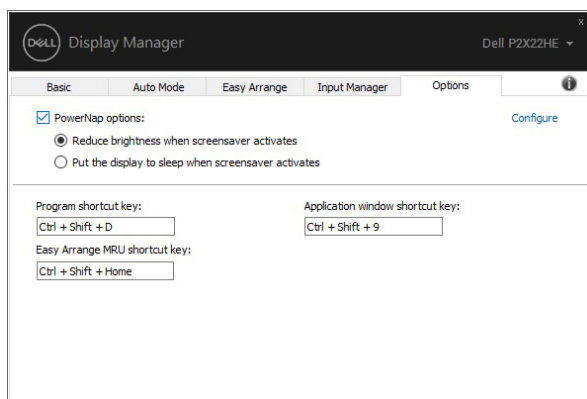 DELL Display Manager
Dell P2X22HE
Basic
Auto Mode
Easy Arrange
Input Manager
Options
PowerNap options:
Configure
Reduce brightness when screensaver activates
Put the display to sleep when screensaver activates
Program shortcut key:
Application window shortcut key:
Ctrl + Shift + D
Ctrl + Shift + 9
Easy Arrange MRU shortcut key:
Ctrl + Shift + Home